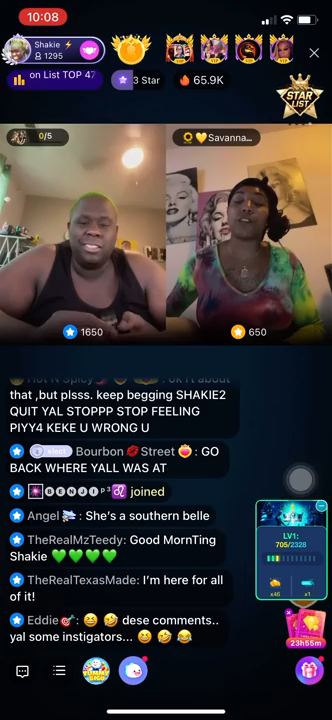 10:08
Shakie ⚡
1295
on List TOP 47
3 Star
65.9K
STAR
LIST
0/5
💛Savanna...
1650
650
that ,but plsss. keep begging SHAKIE2
QUIT YAL STOPPP STOP FEELING
PIYY4 KEKE U WRONG U
Bourbon💋Street : GO
BACK WHERE YALL WAS AT
🅑🅔🅝🅙🅘ᵖ³♌ joined
Angel : She’s a southern belle
TheRealMzTeedy: Good MornTing
Shakie 💚💚💚💚
TheRealTexasMade: I’m here for all
of it!
Eddie🎯: 😆 🤣 dese comments..
yal some instigators... 😆 🤣 😂
LV1:
705/2328
x46
x1
23h55m